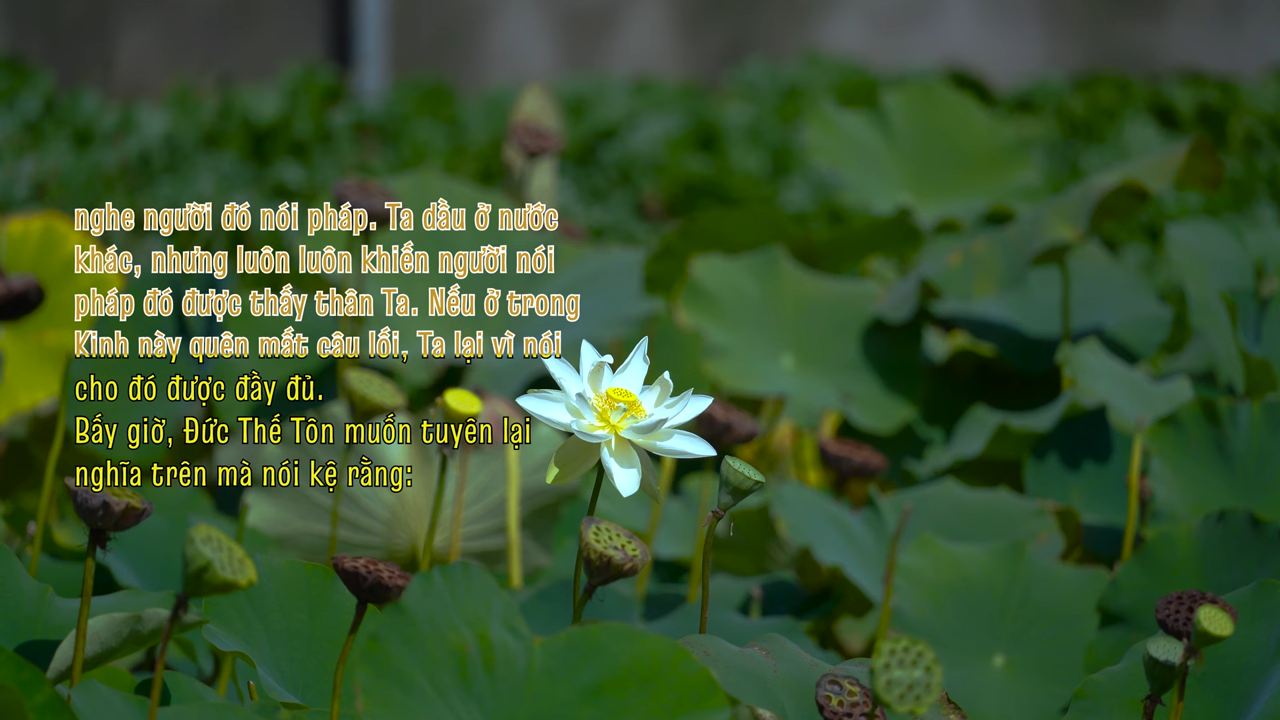 nghe người đó nói pháp. Ta dầu ở nước
khác, nhưng luôn luôn khiến người nói
pháp đó được thấy thân Ta. Nếu ở trong
Kinh này quên mất câu lối, Ta lại vì nói
cho đó được đầy đủ.
Bấy giờ, Đức Thế Tôn muốn tuyên lại
nghĩa trên mà nói kệ rằng: